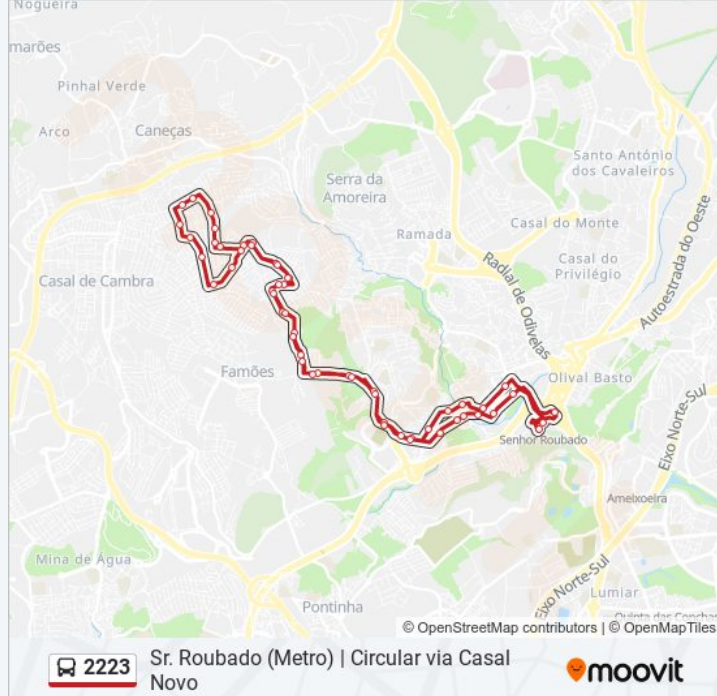 Nogueira
marões
Pinhal Verde
Arco
Caneças
Santo António
dos Cavaleiros
Serra da
Amoreira
Ramada
Casal do Monte
Autoestrada do Oeste
Radial de Odivelas
Casal do
Privilégio
Casal de Cambra
Famões
Olival Basto
Eixo Norte-Sul
Senhor Roubado
Ameixoeira
Mina de Água
Eixo Norte-Sul
Lumiar
Pontinha
Quinta das Conchas
© OpenStreetMap contributors | © OpenMapTiles
2223
Sr. Roubado (Metro) | Circular via Casal
Novo
moovit